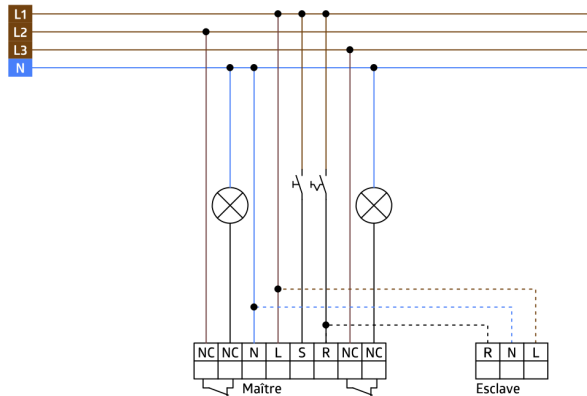 L1
L2
L3
N
NC NC N L S R NC NC
R N L
Maître
Esclave